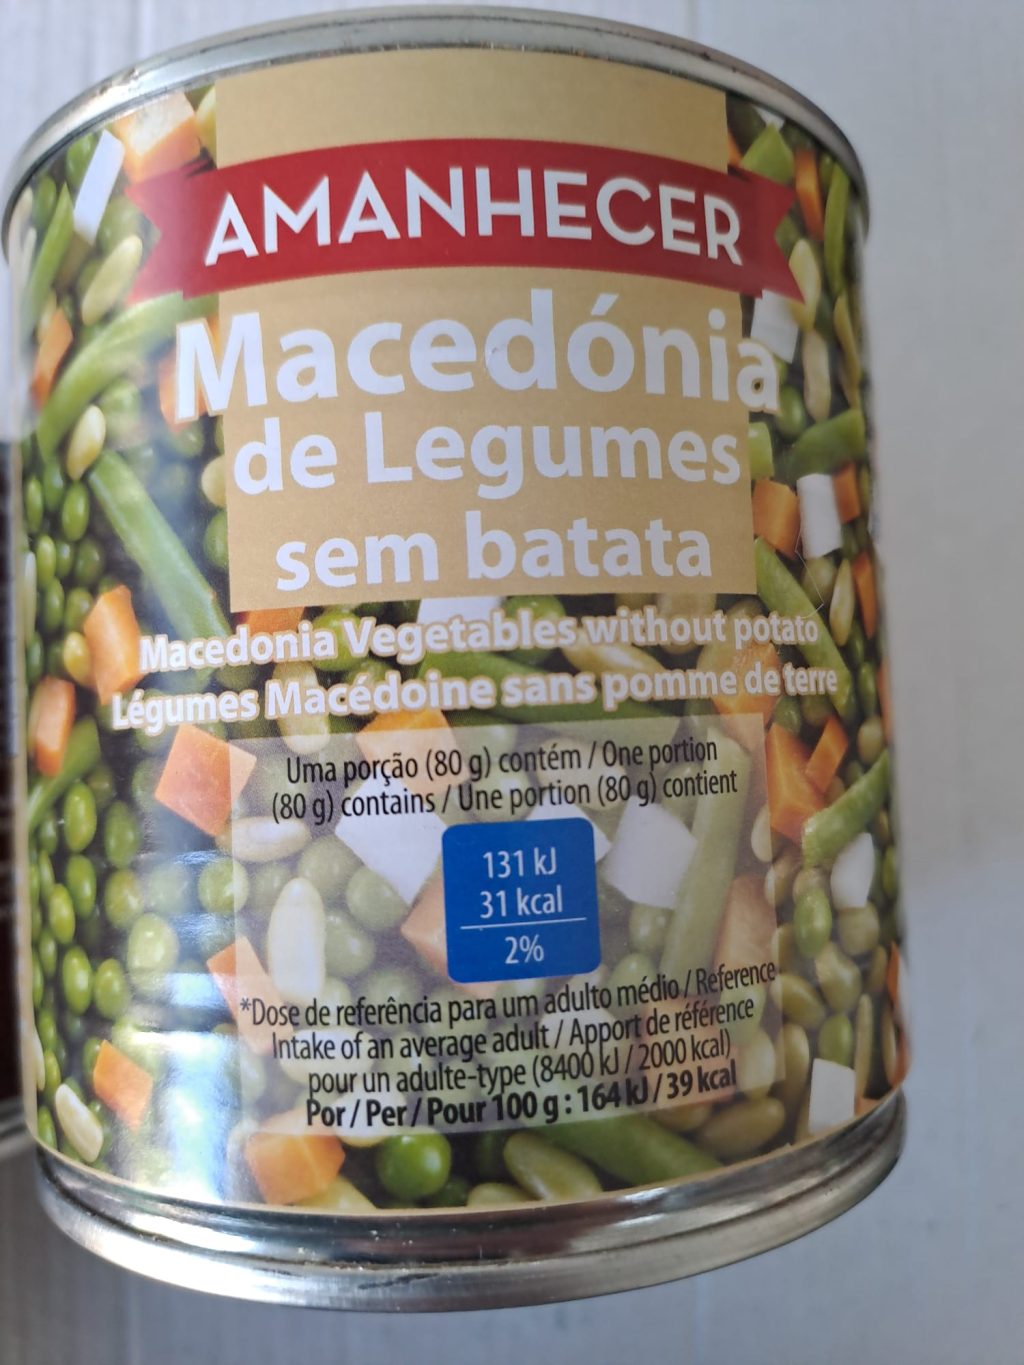 AMANHECER
Macedónia
de Legumes
sem batata
Macedonia Vegetables without potato
Légumes Macédoine sans pomme de terre
Uma porção (80 g) contém / One portion
(80 g) contains / Une portion (80 g) contient
131 kJ
31 kcal
2%
*Dose de referência para um adulto médio / Reference
Intake of an average adult / Apport de référence
pour un adulte-type (8400 kJ / 2000 kcal)
Por / Per / Pour 100 g : 164 kJ / 39 kcal